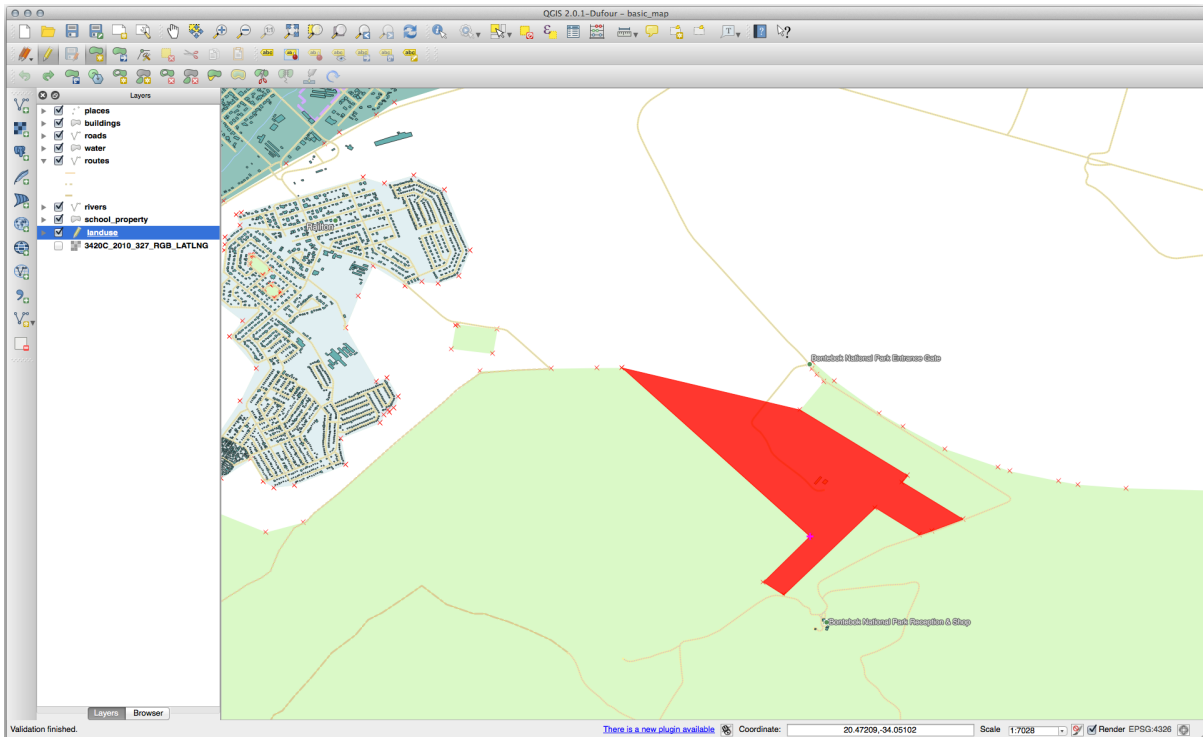 QGIS 2.0.1-Dufour - basic_map
Layers
places
buildings
roads
water
routes
rivers
school_property
landuse
3420C_2010_327_RGB_LATLNG
Railton
Bontebok National Park Entrance Gate
Bontebok National Park Reception & Shop
Layers Browser
Validation finished.
There is a new plugin available
Coordinate: 20.47209,-34.05102
Scale 1:7028
Render EPSG:4326